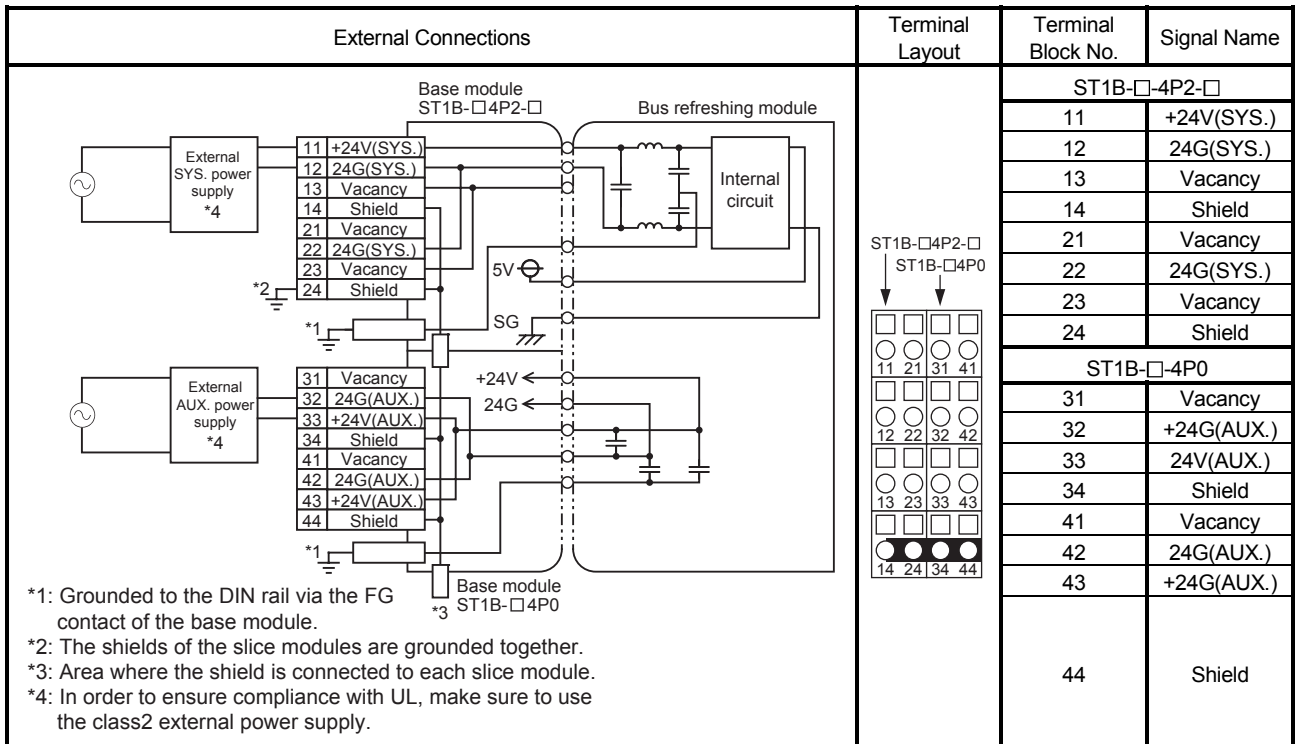 External Connections
Terminal Layout
Terminal Block No.
Signal Name
Base module
ST1B-□4P2-□
Bus refreshing module
External SYS. power supply *4
11 +24V(SYS.)
12 24G(SYS.)
13 Vacancy
14 Shield
21 Vacancy
22 24G(SYS.)
23 Vacancy
24 Shield
*2
*1
Internal circuit
5V
SG
External AUX. power supply *4
31 Vacancy
32 24G(AUX.)
33 +24V(AUX.)
34 Shield
41 Vacancy
42 24G(AUX.)
43 +24V(AUX.)
44 Shield
+24V
24G
*1
*3
Base module
ST1B-□4P0
*1: Grounded to the DIN rail via the FG
contact of the base module.
*2: The shields of the slice modules are grounded together.
*3: Area where the shield is connected to each slice module.
*4: In order to ensure compliance with UL, make sure to use
the class2 external power supply.
ST1B-□4P2-□
ST1B-□4P0
11 21 31 41
12 22 32 42
13 23 33 43
14 24 34 44
ST1B-□-4P2-□
11 +24V(SYS.)
12 24G(SYS.)
13 Vacancy
14 Shield
21 Vacancy
22 24G(SYS.)
23 Vacancy
24 Shield
ST1B-□-4P0
31 Vacancy
32 +24G(AUX.)
33 24V(AUX.)
34 Shield
41 Vacancy
42 24G(AUX.)
43 +24G(AUX.)
44 Shield